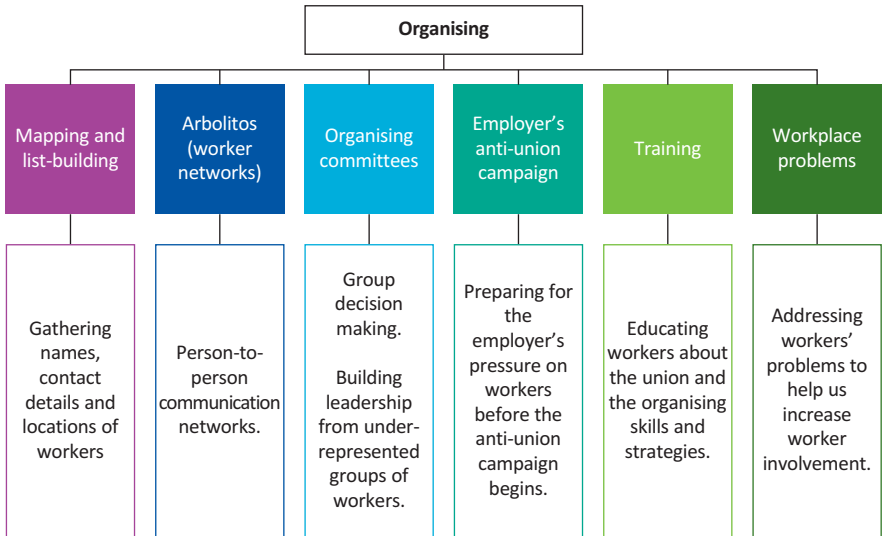 Organising
Mapping and
list-building
Arbolitos
(worker
networks)
Organising
committees
Employer's
anti-union
campaign
Training
Workplace
problems
Gathering
names,
contact
details and
locations of
workers
Person-to-
person
communication
networks.
Group
decision
making.
Building
leadership
from under-
represented
groups of
workers.
Preparing for
the
employer's
pressure on
workers
before the
anti-union
campaign
begins.
Educating
workers about
the union and
the organising
skills and
strategies.
Addressing
workers'
problems to
help us
increase
worker
involvement.